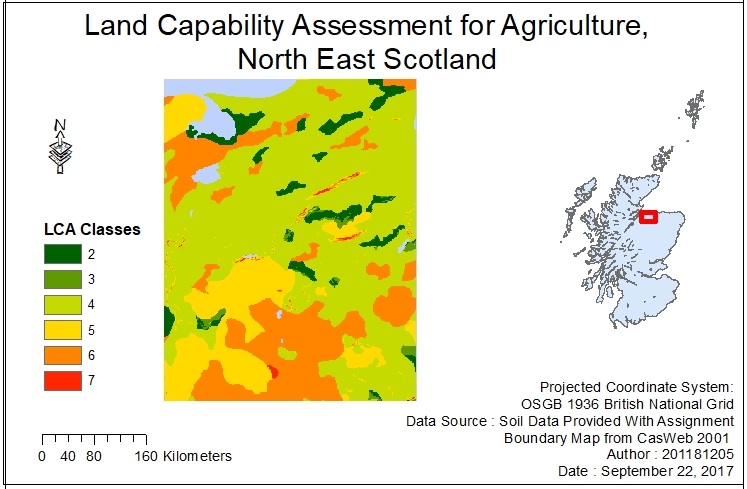 Land Capability Assessment for Agriculture,
North East Scotland
N
LCA Classes
2
3
4
5
6
7
0 40 80 160 Kilometers
Projected Coordinate System:
OSGB 1936 British National Grid
Data Source : Soil Data Provided With Assignment
Boundary Map from CasWeb 2001
Author : 201181205
Date : September 22, 2017